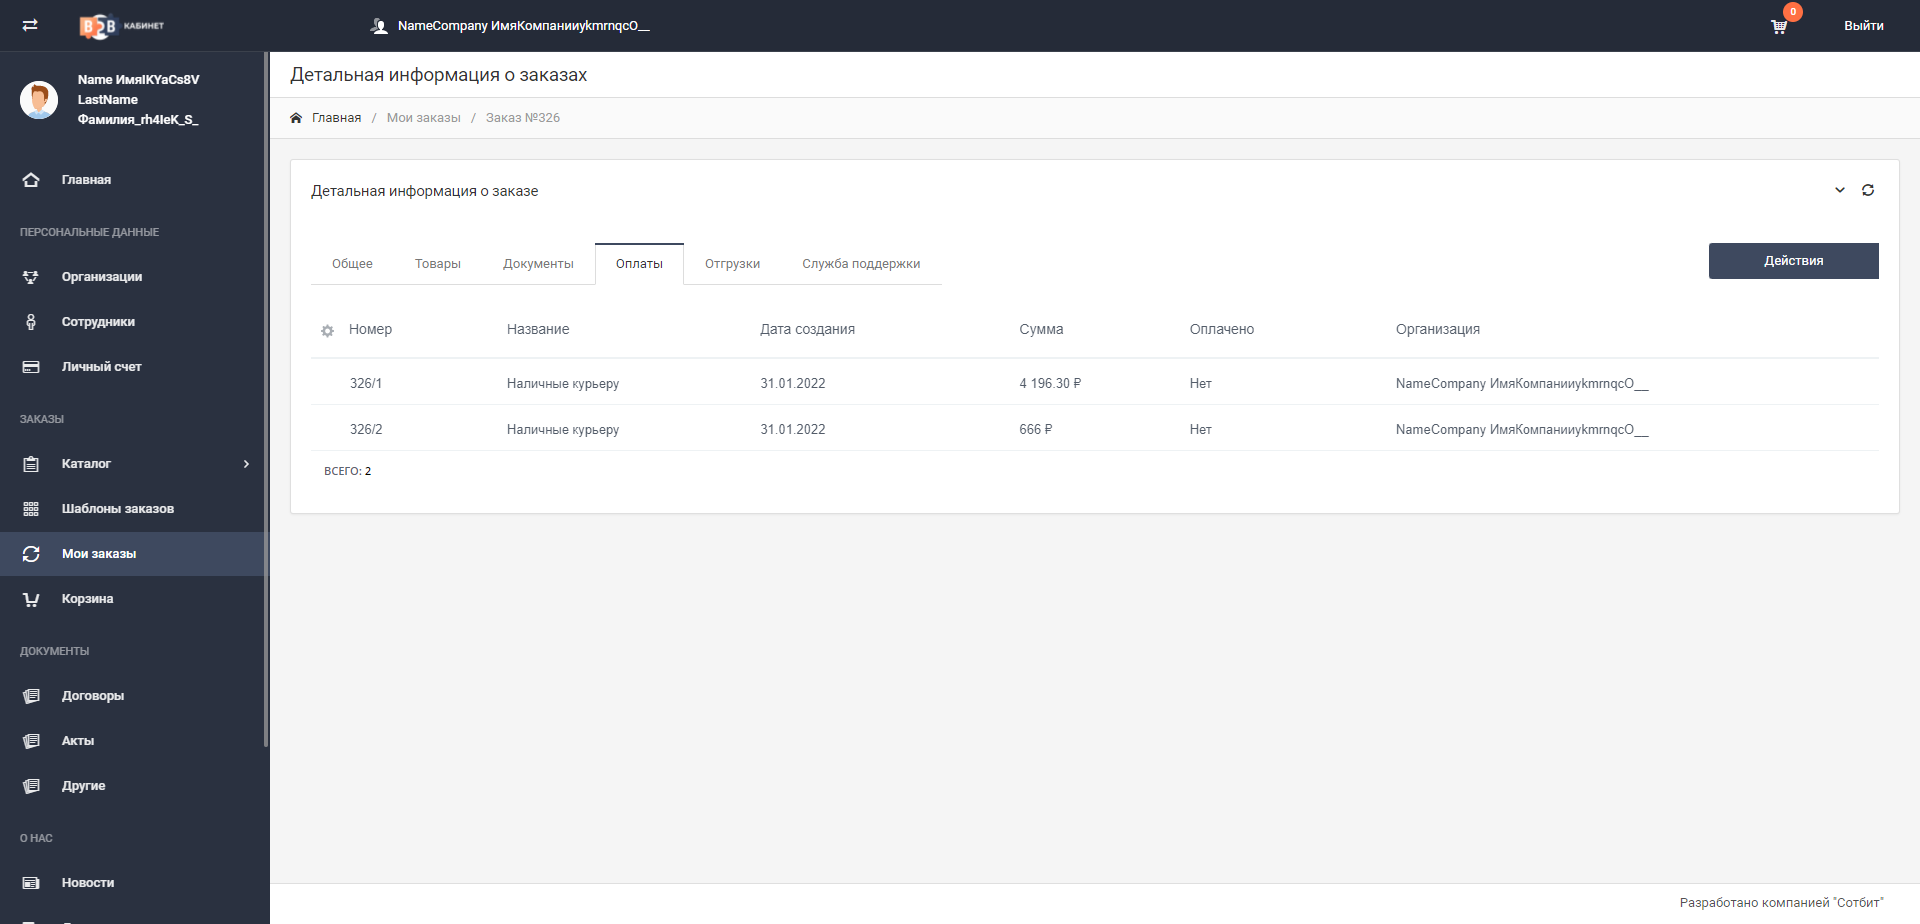 B2B КАБИНЕТ
NameCompany ИмяКомпанииykmrnqcO__
0
Выйти
Name ИмяIKYaCs8V
LastName
Фамилия_rh4IeK_S_
Главная
ПЕРСОНАЛЬНЫЕ ДАННЫЕ
Организации
Сотрудники
Личный счет
ЗАКАЗЫ
Каталог
Шаблоны заказов
Мои заказы
Корзина
ДОКУМЕНТЫ
Договоры
Акты
Другие
О НАС
Новости
Детальная информация о заказах
Главная / Мои заказы / Заказ №326
Детальная информация о заказе
Общее Товары Документы Оплаты Отгрузки Служба поддержки
Действия
Номер Название Дата создания Сумма Оплачено Организация
326/1 Наличные курьеру 31.01.2022 4 196.30 ₽ Нет NameCompany ИмяКомпанииykmrnqcO__
326/2 Наличные курьеру 31.01.2022 666 ₽ Нет NameCompany ИмяКомпанииykmrnqcO__
ВСЕГО: 2
Разработано компанией "Сотбит"